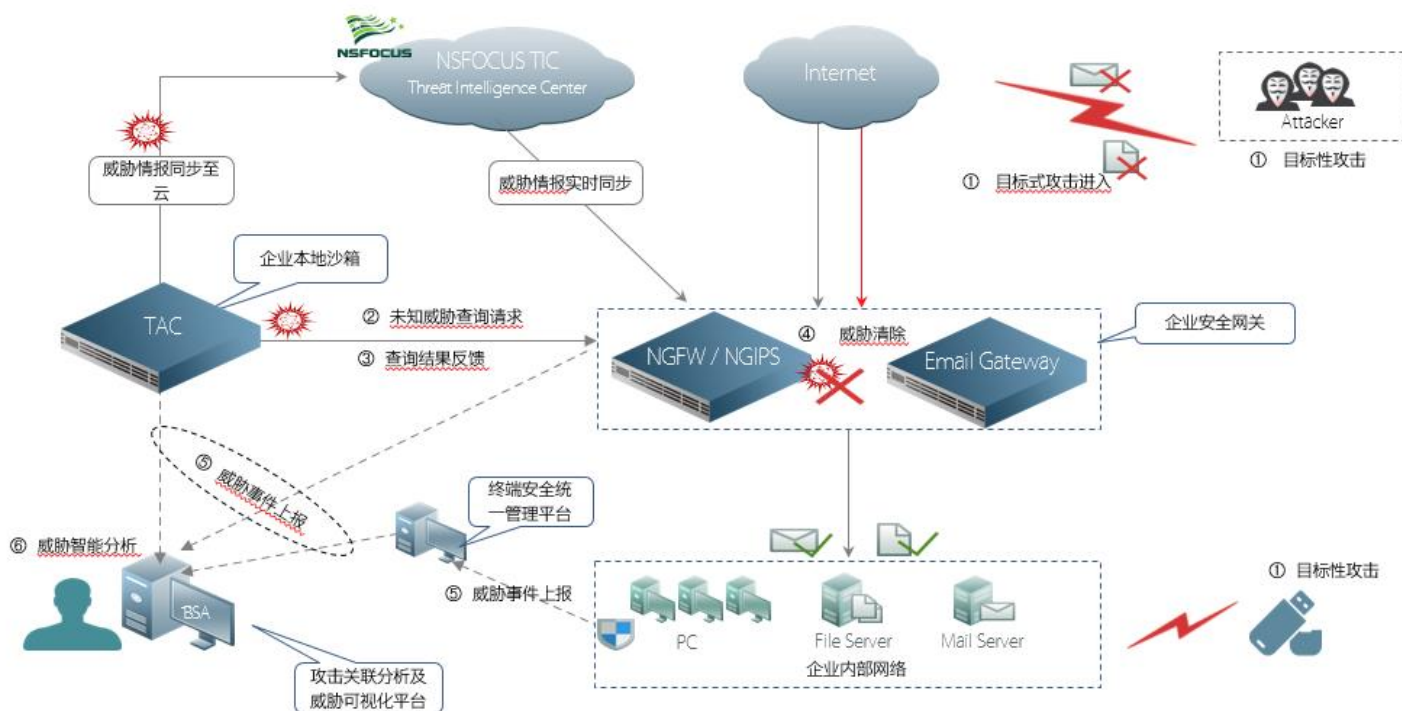 NSFOCUS
NSFOCUS TIC
Threat Intelligence Center
Internet
Attacker
① 目标性攻击
① 目标式攻击进入
威胁情报同步至
云
威胁情报实时同步
企业本地沙箱
TAC
② 未知威胁查询请求
③ 查询结果反馈
④ 威胁清除
NGFW / NGIPS
Email Gateway
企业安全网关
⑤ 威胁事件上报
终端安全统
一管理平台
⑥ 威胁智能分析
BSA
⑤ 威胁事件上报
PC
File Server
Mail Server
企业内部网络
① 目标性攻击
攻击关联分析及
威胁可视化平台